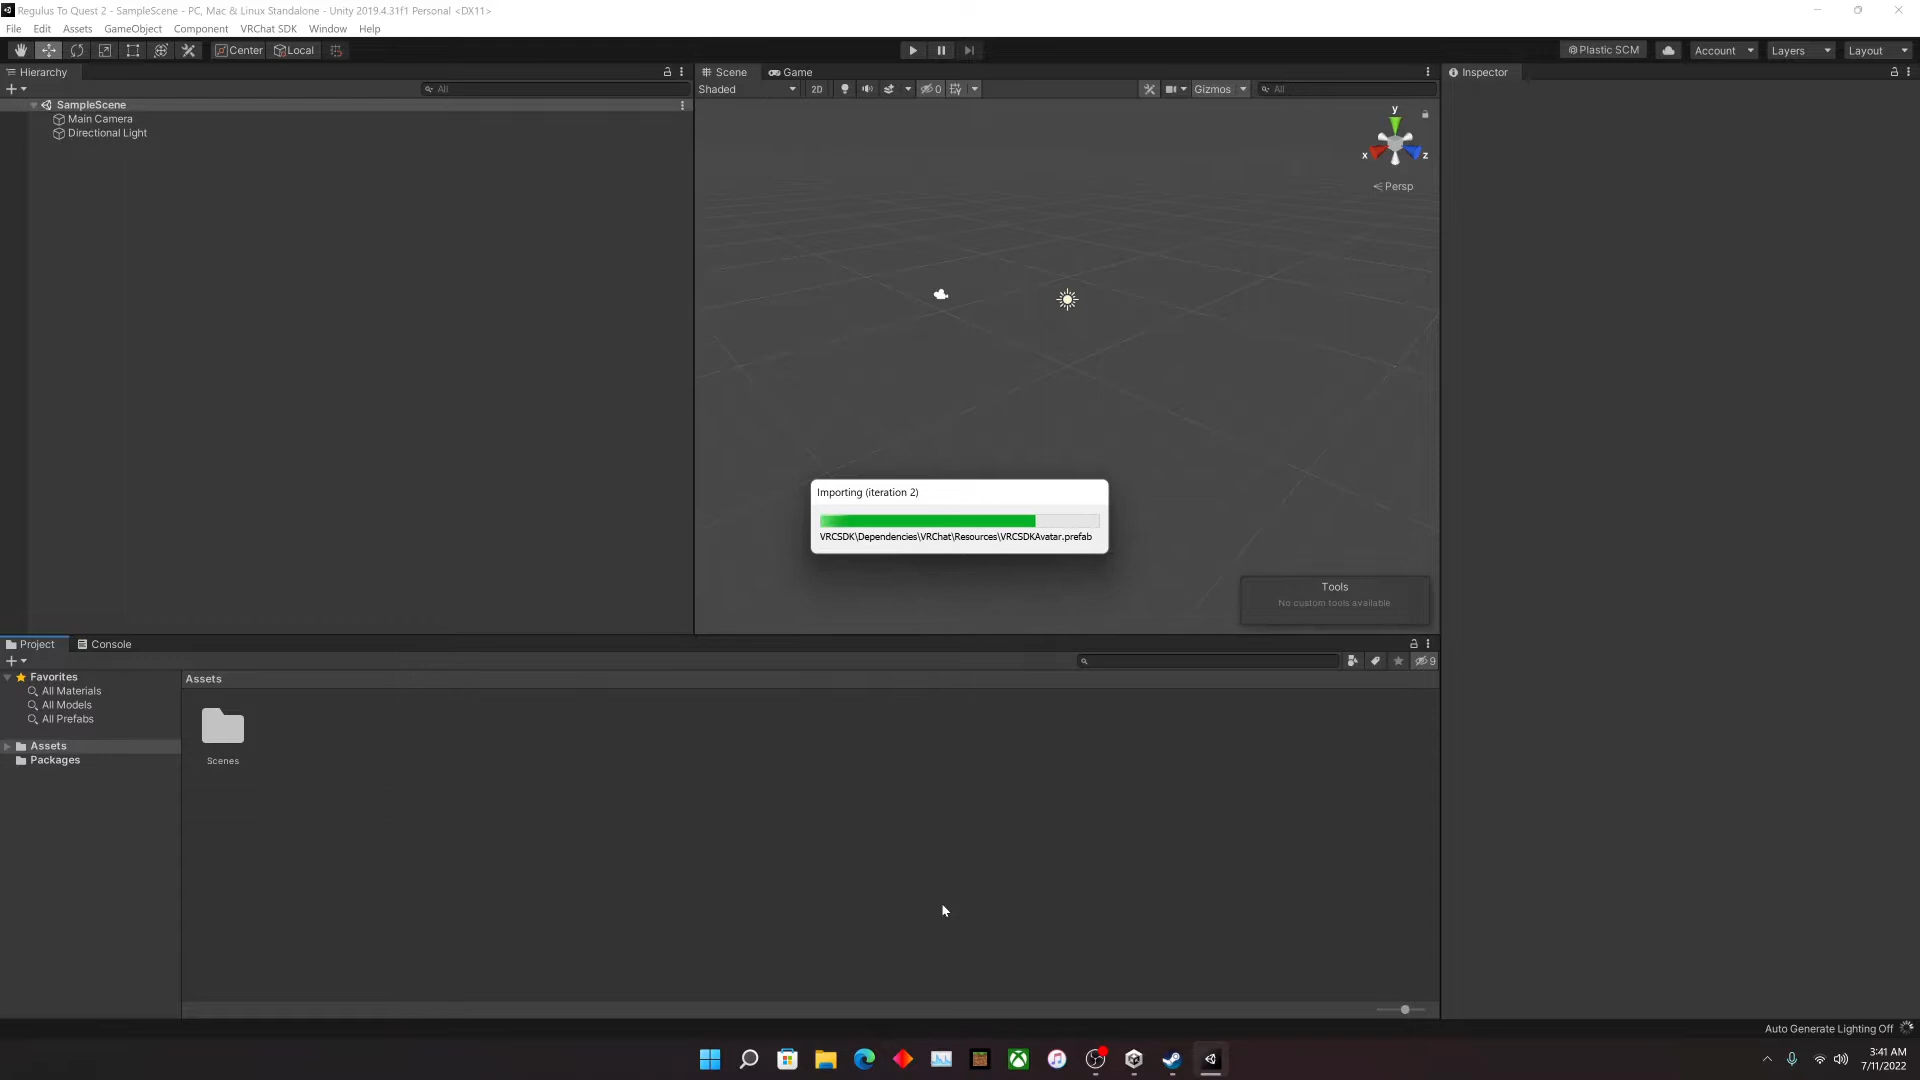 Regulus To Quest 2 - SampleScene - PC, Mac & Linux Standalone - Unity 2019.4.31f1 Personal <DX11>
File Edit Assets GameObject Component VRChat SDK Window Help
Center Local Plastic SCM Account Layers Layout
Hierarchy Scene Game Inspector
All Shaded 2D 0 Gizmos All
SampleScene
Main Camera
Directional Light
y
x z
Persp
Importing (iteration 2)
VRCSDK\Dependencies\VRChat\Resources\VRCSDKAvatar.prefab
Tools
No custom tools available
Project Console
9
Favorites
All Materials
All Models
All Prefabs
Assets
Packages
Assets
Scenes
Auto Generate Lighting Off
3:41 AM
7/11/2022